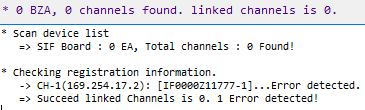 * 0 BZA, 0 channels found. linked channels is 0.
* Scan device list
=> SIF Board : 0 EA, Total channels : 0 Found!
* Checking registration information.
-> CH-1(169.254.17.2): [IF0000Z11777-1]...Error detected.
=> Succeed linked Channels is 0. 1 Error detected!